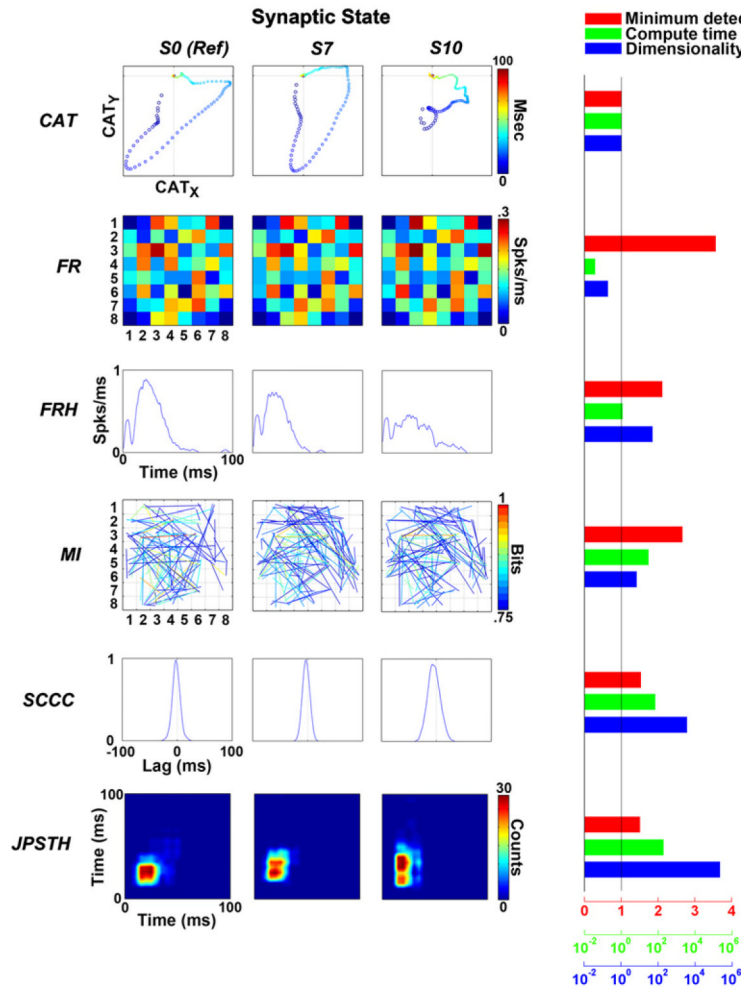 Synaptic State
S0 (Ref)
S7
S10
Minimum detec
Compute time
Dimensionality
CAT
CATY
CATX
100
Msec
0
FR
1
2
3
4
5
6
7
8
1 2 3 4 5 6 7 8
.3
Spks/ms
0
FRH
1
Spks/ms
0
0
100
Time (ms)
MI
1
2
3
4
5
6
7
8
1 2 3 4 5 6 7 8
1
Bits
.75
SCCC
1
0
-100 0 100
Lag (ms)
JPSTH
100
Time (ms)
0
0 100
Time (ms)
30
Counts
0
0 1 2 3 4
10-2 100 102 104 106
10-2 100 102 104 106